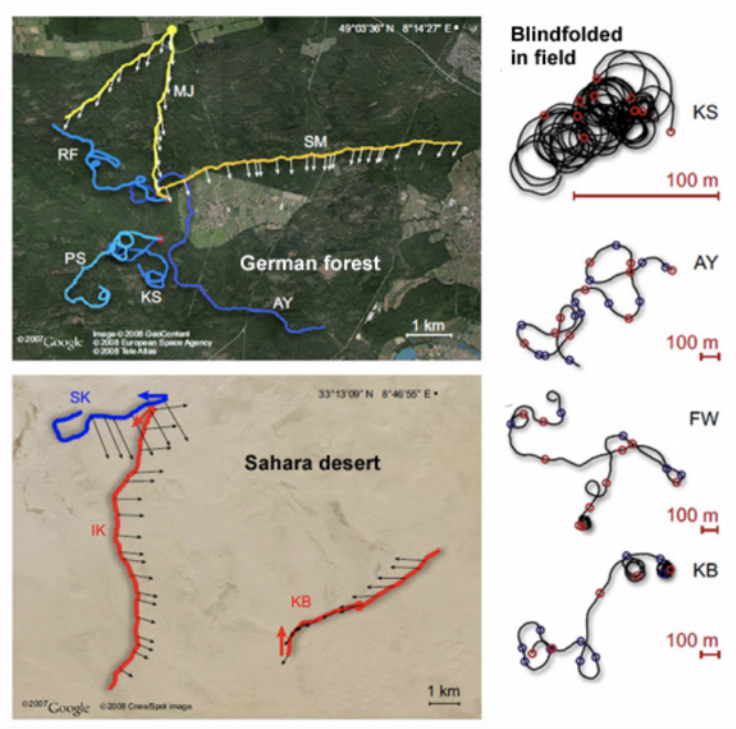 49°03'36" N 8°14'27" E
MJ
RF
SM
PS
KS
German forest
AY
1 km
©2007 Google
Image © 2008 GeoContent
© 2008 European Space Agency
© 2008 Tele Atlas
33°13'09" N 8°46'55" E
SK
Sahara desert
IK
KB
1 km
©2007 Google
© 2008 Cnes/Spot image
Blindfolded
in field
KS
100 m
AY
100 m
FW
100 m
KB
100 m